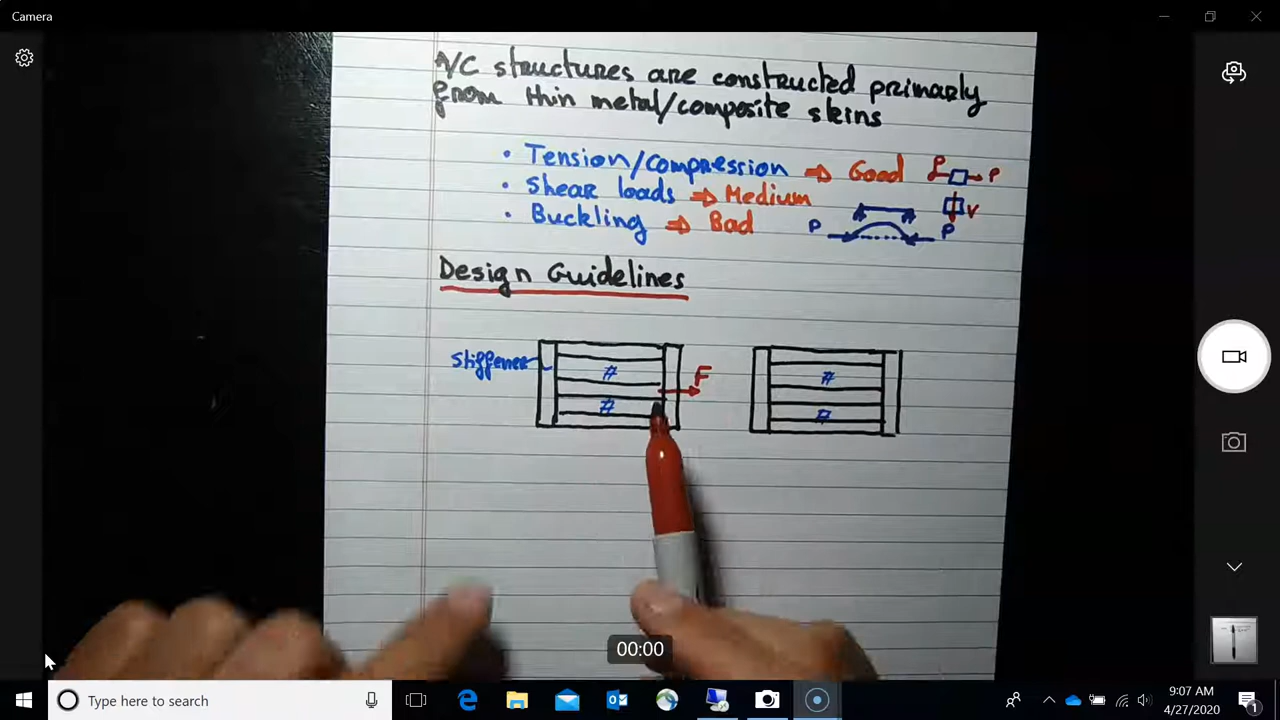 Camera
A/C structures are constructed primarily
from thin metal/composite skins
• Tension/compression ⇒ Good P P
• Shear loads ⇒ Medium V
• Buckling ⇒ Bad P P
Design Guidelines
Stiffener # F #
# #
00:00
Type here to search
9:07 AM
4/27/2020
1